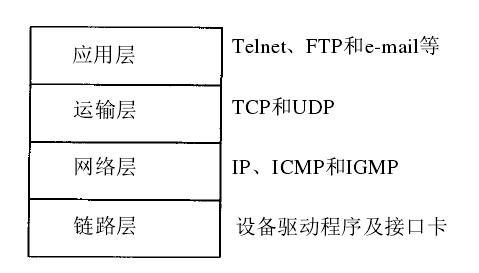 应用层 Telnet、FTP和e-mail等
运输层 TCP和UDP
网络层 IP、ICMP和IGMP
链路层 设备驱动程序及接口卡